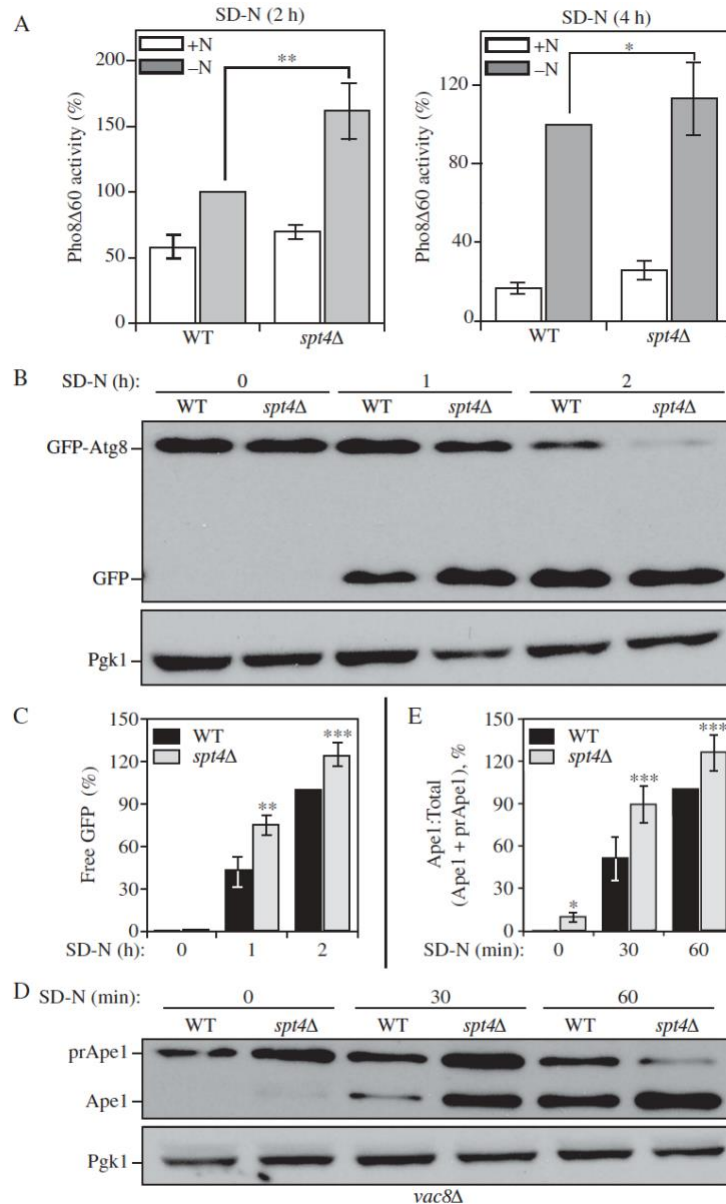 A
SD-N (2 h)
+N
–N
**
200
150
100
50
0
Pho8Δ60 activity (%)
WT
spt4Δ
SD-N (4 h)
+N
–N
*
120
80
40
0
Pho8Δ60 activity (%)
WT
spt4Δ
B
SD-N (h):
0
1
2
WT
spt4Δ
WT
spt4Δ
WT
spt4Δ
GFP-Atg8
GFP
Pgk1
C
WT
spt4Δ
150
120
90
60
30
0
Free GFP (%)
**
***
SD-N (h):
0
1
2
E
WT
spt4Δ
150
120
90
60
30
0
Ape1:Total
(Ape1 + prApe1), %
*
***
***
SD-N (min):
0
30
60
D
SD-N (min):
0
30
60
WT
spt4Δ
WT
spt4Δ
WT
spt4Δ
prApe1
Ape1
Pgk1
vac8Δ